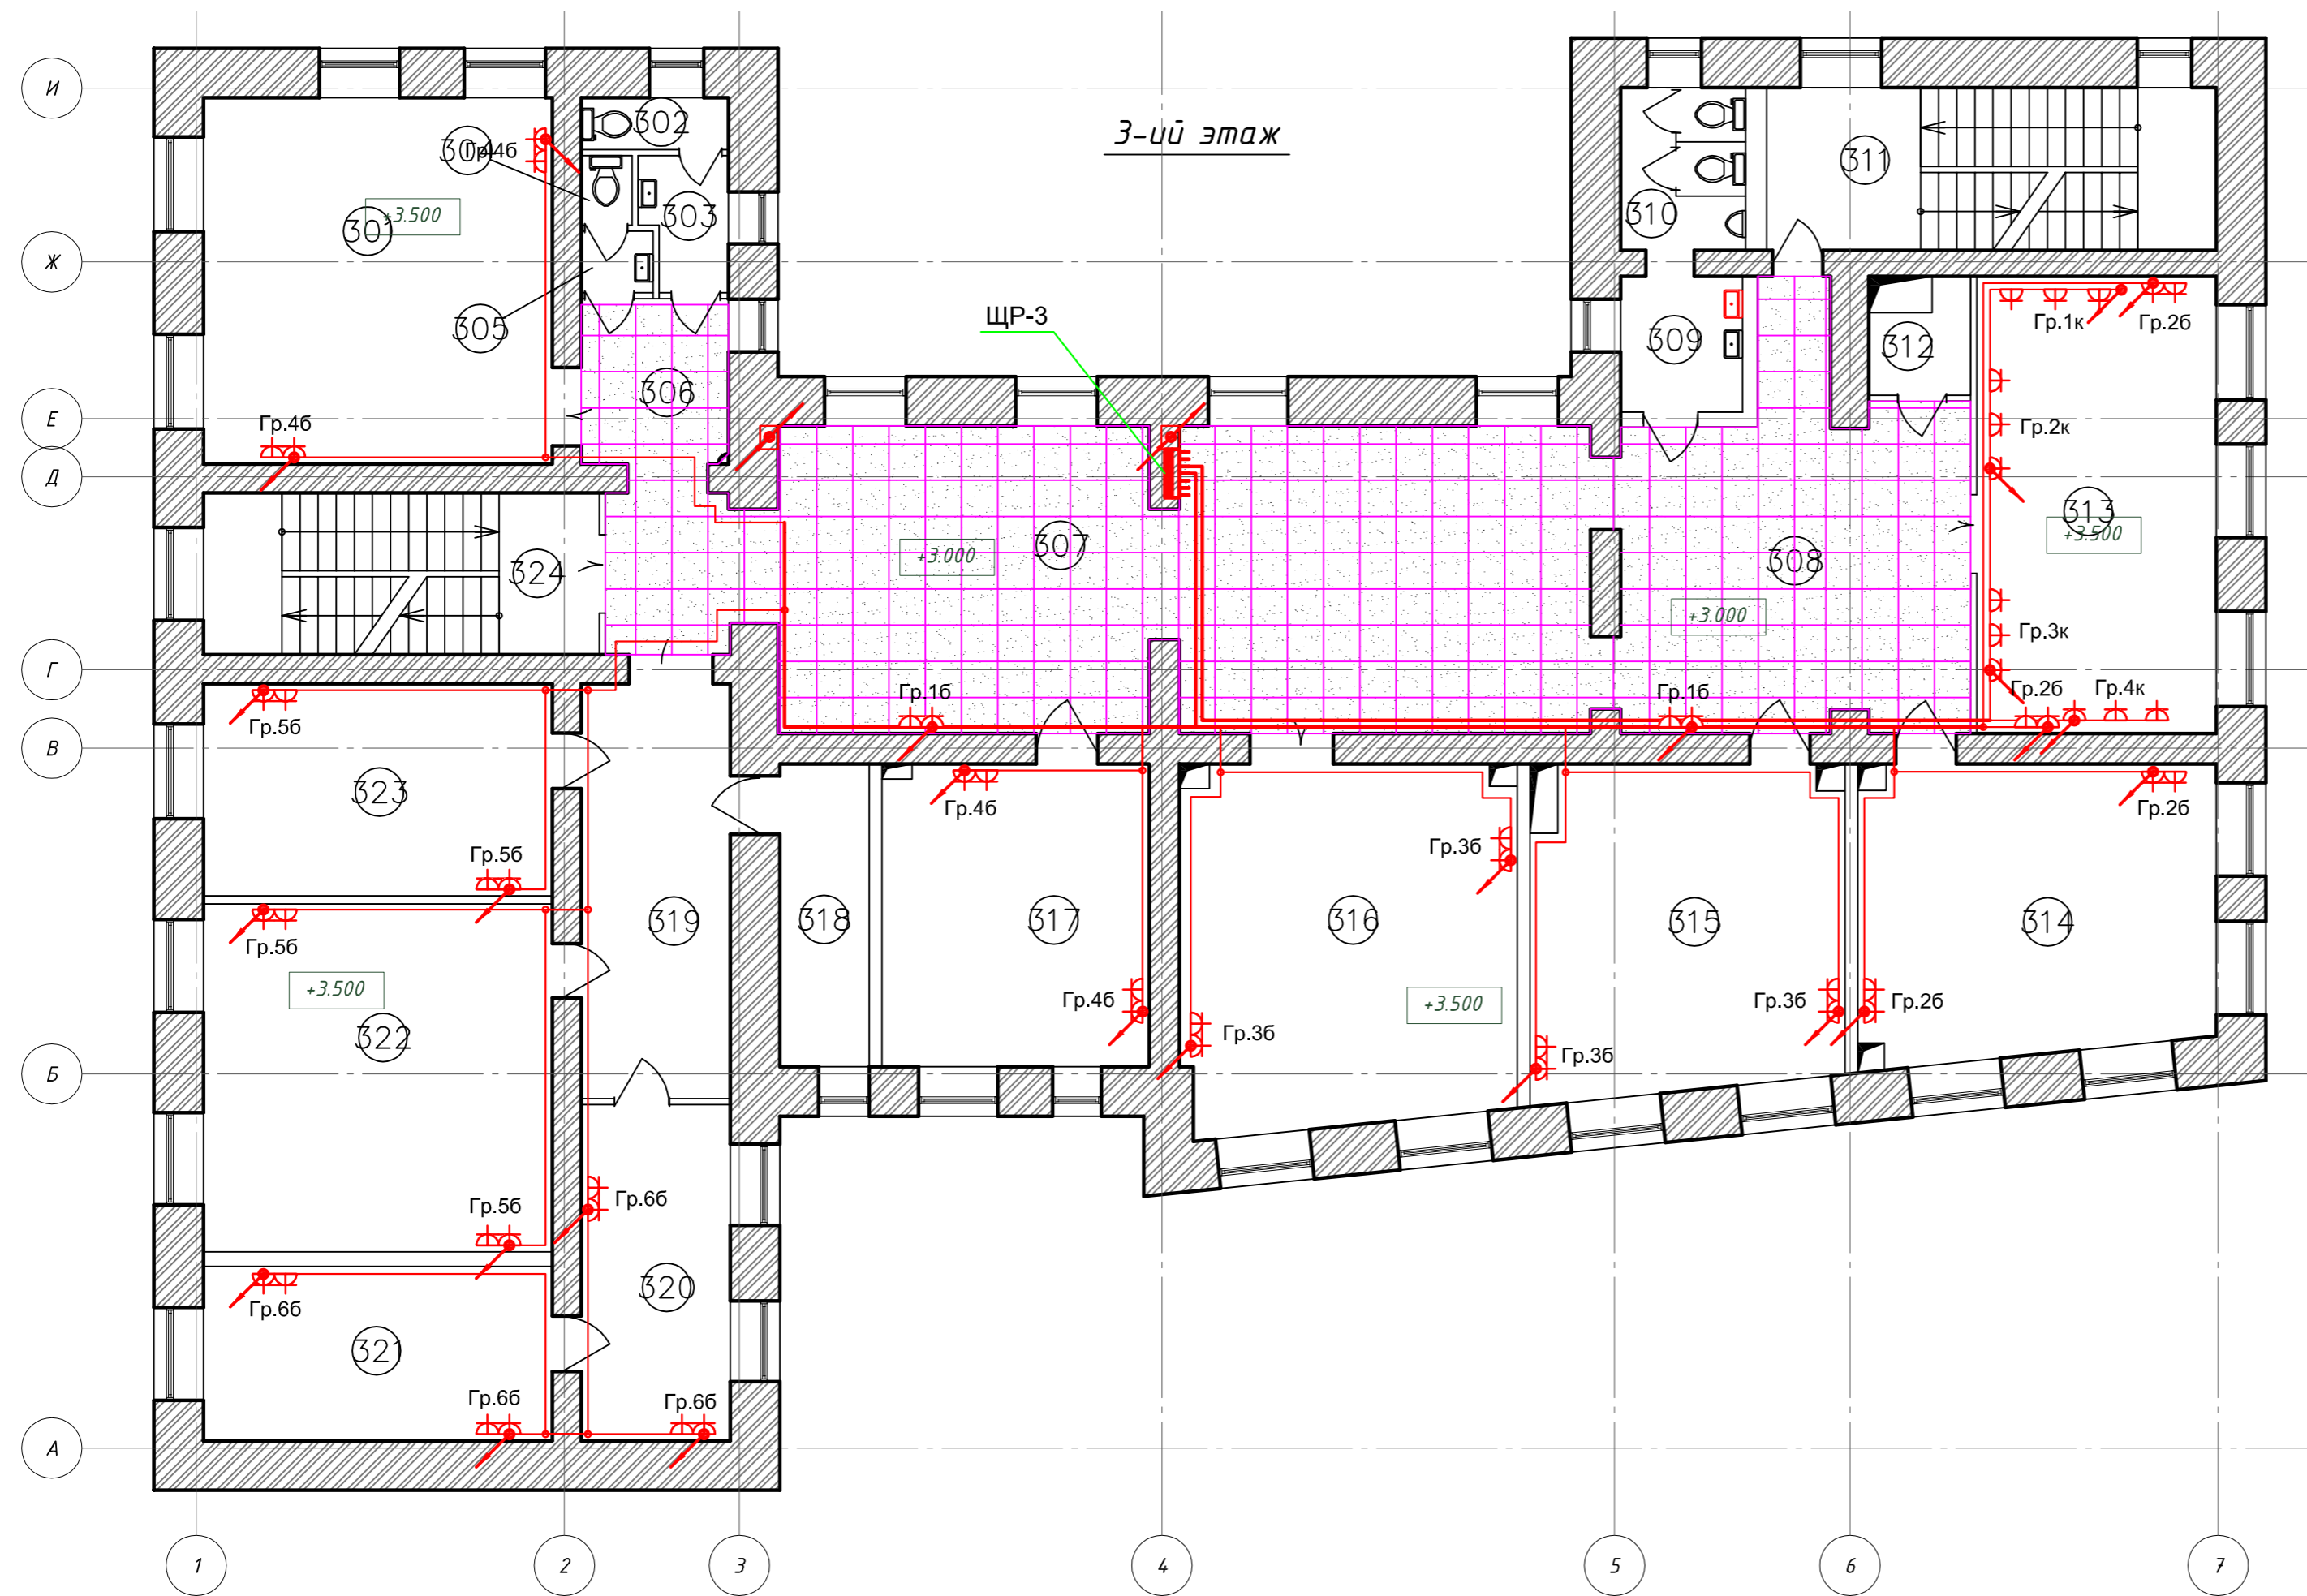 3-ий этаж
И
302
304
Гр.4б
311
303
310
301
+3.500
Ж
ЩР-3
305
309
312
Гр.1к
Гр.2б
306
Е
Гр.4б
Гр.2к
Д
313
+3.500
307
308
324
+3.000
+3.000
Гр.3к
Г
Гр.5б
Гр.1б
Гр.1б
Гр.2б
Гр.4к
В
323
Гр.4б
Гр.2б
Гр.5б
Гр.3б
Гр.5б
319
318
317
316
315
314
+3.500
Гр.4б
+3.500
Гр.3б
Гр.2б
322
Гр.3б
Гр.3б
Б
Гр.5б
Гр.6б
320
Гр.6б
321
Гр.6б
Гр.6б
А
1
2
3
4
5
6
7